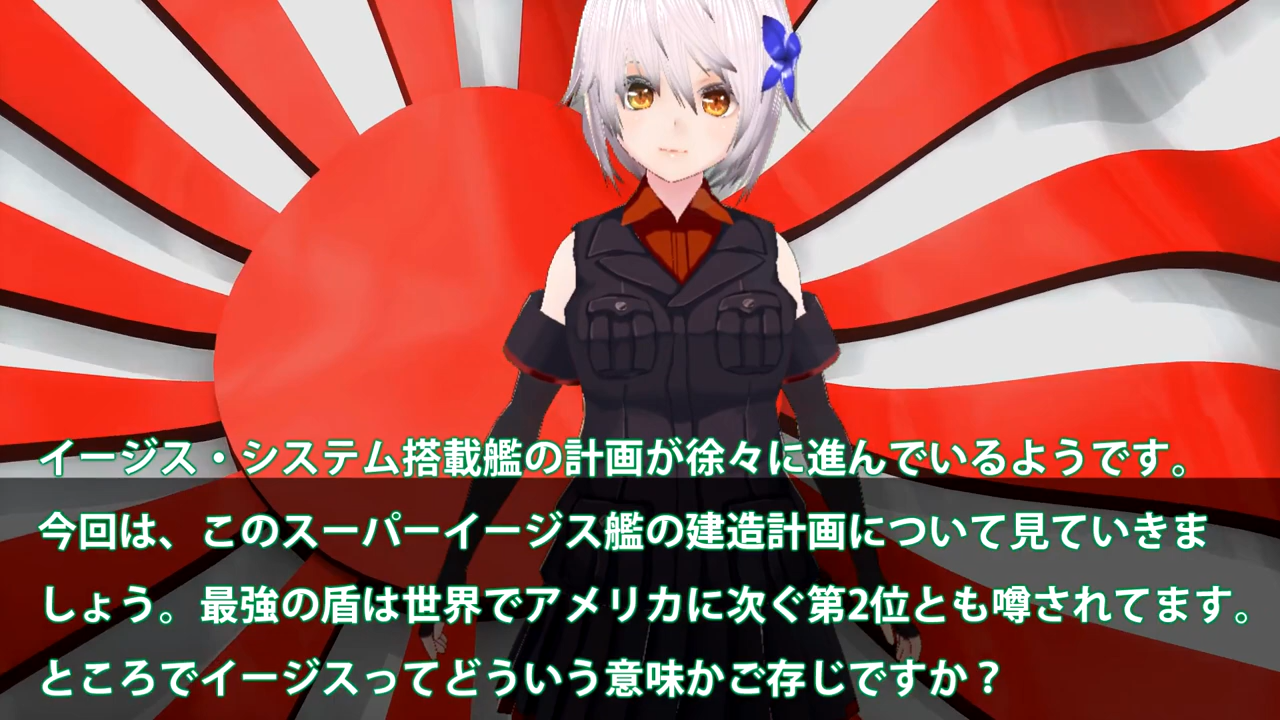 イージス・システム搭載艦の計画が徐々に進んでいるようです。
今回は、このスーパーイージス艦の建造計画について見ていきま
しょう。最強の盾は世界でアメリカに次ぐ第2位とも噂されてます。
ところでイージスってどういう意味かご存じですか？